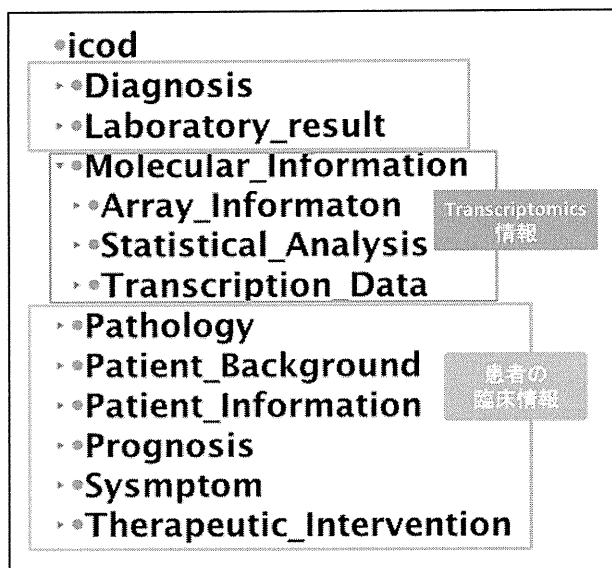 icod
Diagnosis
Laboratory_result
Molecular_Information
Array_Informaton
Statistical_Analysis
Transcription_Data
Transcriptomics
情報
Pathology
Patient_Background
Patient_Information
Prognosis
Sysmptom
Therapeutic_Intervention
患者の
臨床情報